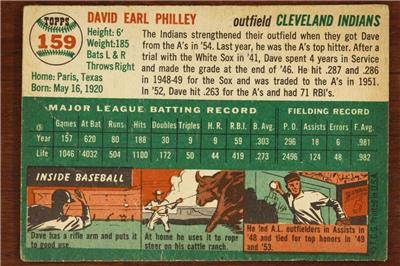 TOPPS
159
DAVID EARL PHILLEY
outfield CLEVELAND INDIANS
Height: 6'
Weight: 185
Bats L & R
Throws Right
Home: Paris, Texas
Born: May 16, 1920
The Indians strengthened their outfield when they got Dave
from the A's in '54. Last year, he was the A's top hitter. After a
trial with the White Sox in '41, Dave spent 4 years in Service
and made the grade at the end of '46. He hit .287 and .286
in 1948-49 for the Sox and was traded to the A's in 1951.
In '52, Dave hit .263 for the A's and had 71 RBI's.
MAJOR LEAGUE BATTING RECORD
FIELDING RECORD
Games At Bat Runs Hits Doubles Triples H.R. R.B.I. B. Avg. P.O. Assists Errors F. Avg.
Year 157 620 80 188 30 9 9 59 .303 296 18 6 .981
Life 1046 4032 504 1100 44 .273 2496 124 48 .982
INSIDE BASEBALL
Dave has a rifle arm and puts
it to good use in the outfield.
At home he uses it to rope
steer on his cattle ranch.
He led A.L. outfielders in Assists in
'48 and tied for top honors in '49
and '53.